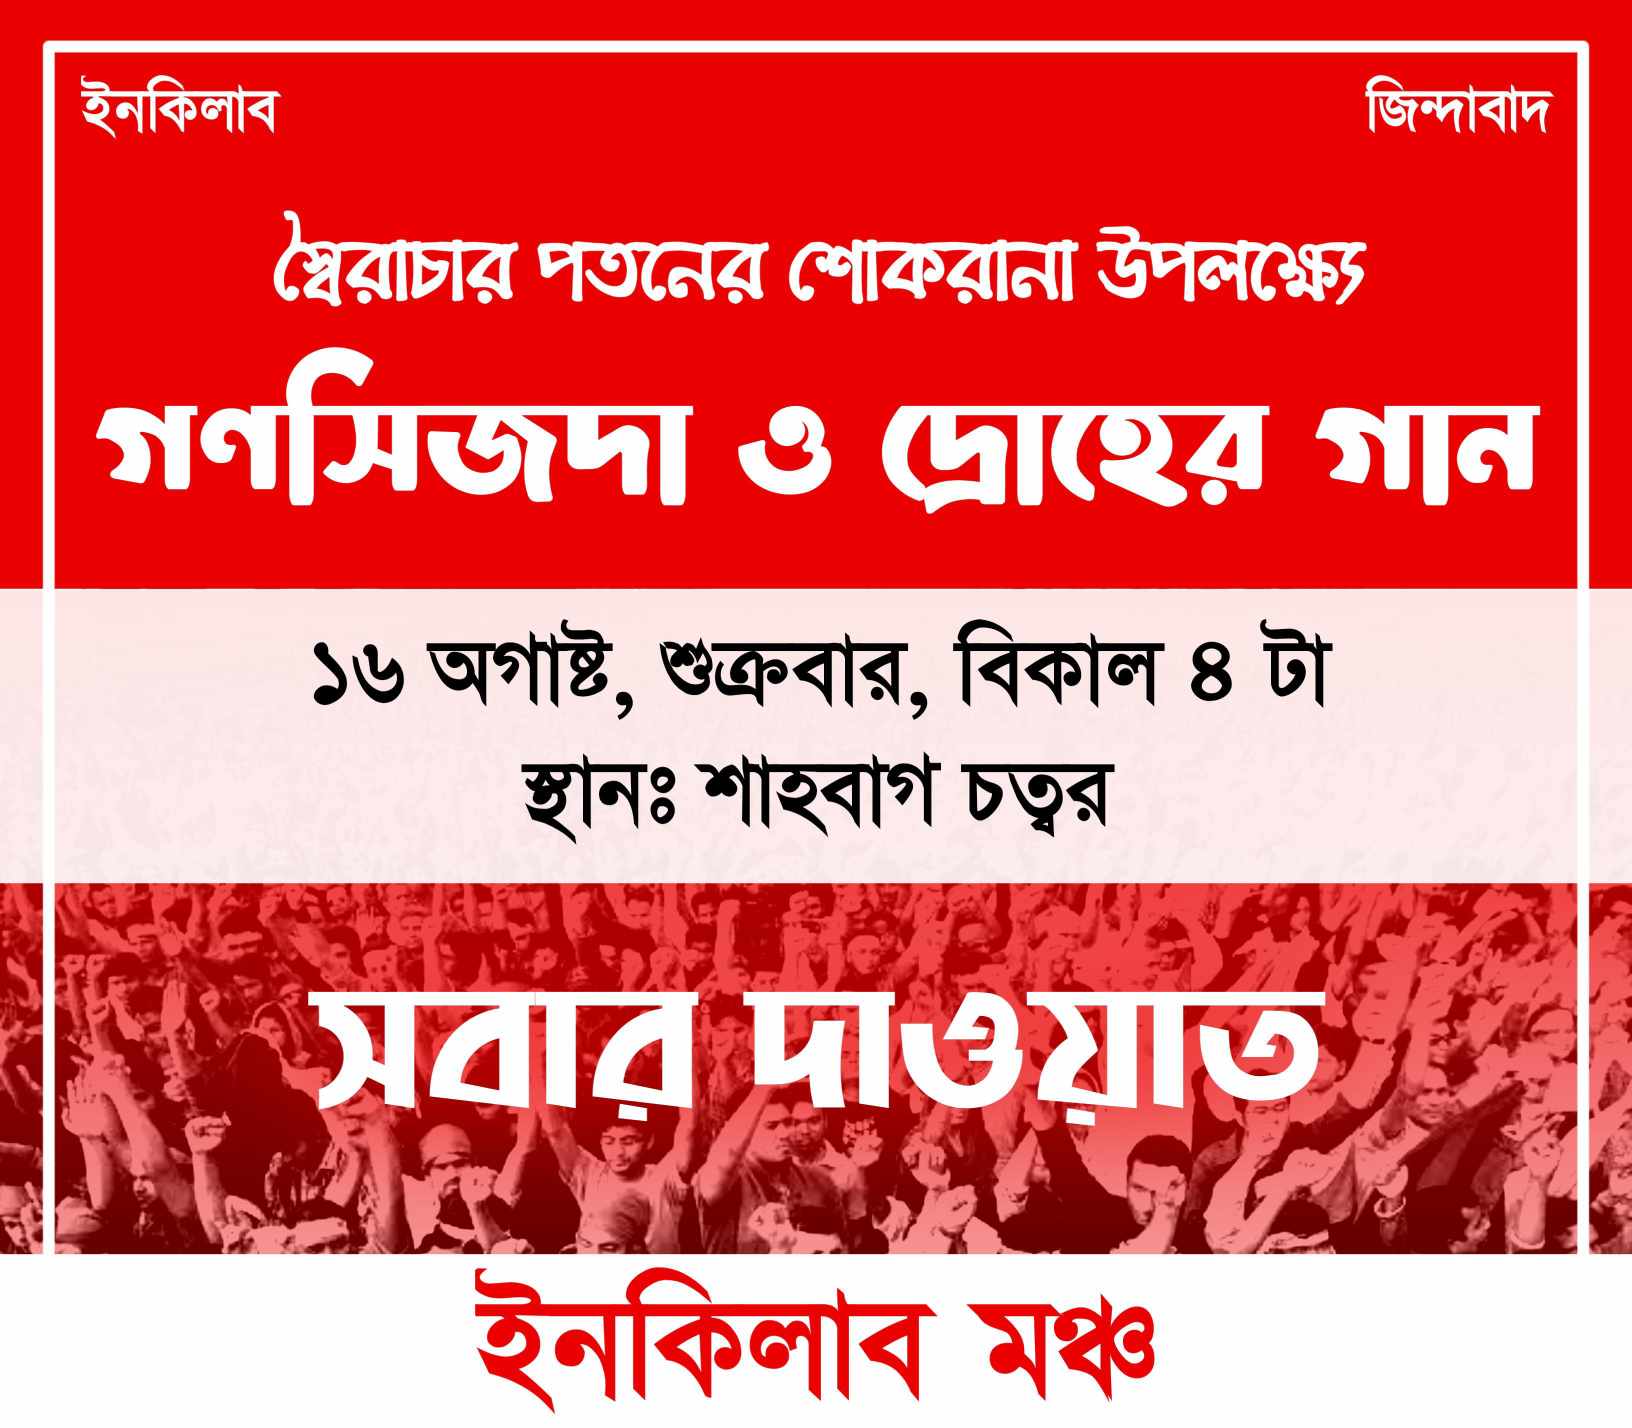 ইনকিলাব
জিন্দাবাদ
স্বৈরাচার পতনের শোকরানা উপলক্ষ্যে
গণসিজদা ও দ্রোহের গান
১৬ অগাষ্ট, শুক্রবার, বিকাল ৪ টা
স্থানঃ শাহবাগ চত্বর
সবার দাওয়াত
ইনকিলাব মঞ্চ